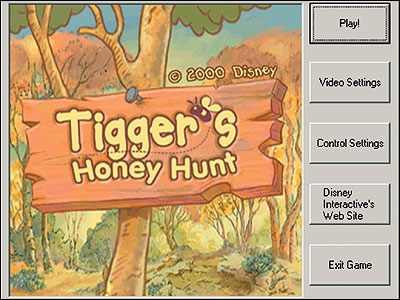 © 2000 Disney
Tigger's
Honey Hunt
Play!
Video Settings
Control Settings
Disney
Interactive's
Web Site
Exit Game